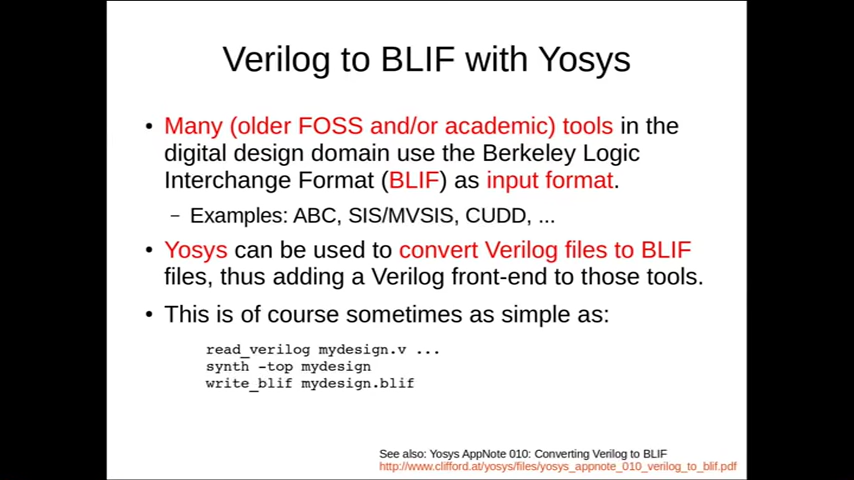 Verilog to BLIF with Yosys
• Many (older FOSS and/or academic) tools in the
digital design domain use the Berkeley Logic
Interchange Format (BLIF) as input format.
– Examples: ABC, SIS/MVSIS, CUDD, ...
• Yosys can be used to convert Verilog files to BLIF
files, thus adding a Verilog front-end to those tools.
• This is of course sometimes as simple as:
read_verilog mydesign.v ...
synth -top mydesign
write_blif mydesign.blif
See also: Yosys AppNote 010: Converting Verilog to BLIF
http://www.clifford.at/yosys/files/yosys_appnote_010_verilog_to_blif.pdf